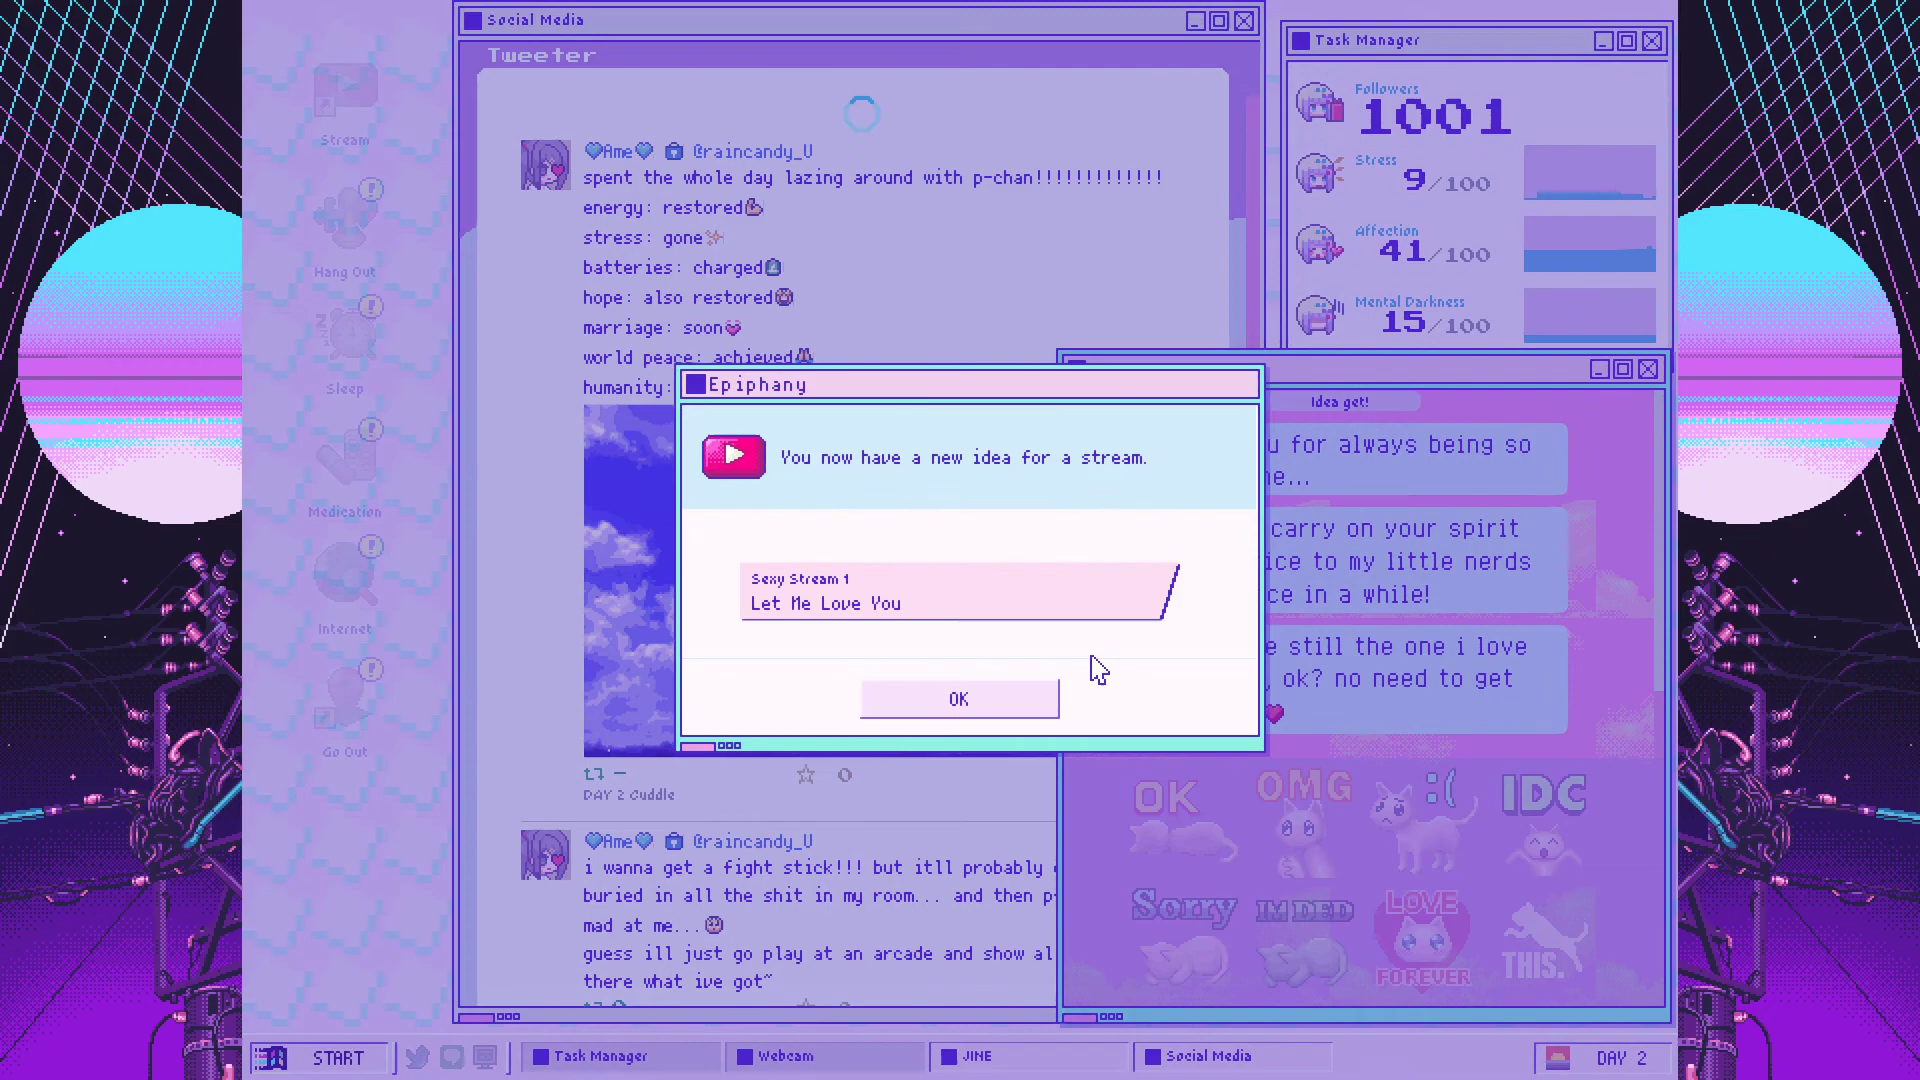 Social Media
Tweeter
Ame @raincandy_U
spent the whole day lazing around with p-chan!!!!!!!!!!!!!
energy: restored
stress: gone
batteries: charged
hope: also restored
marriage: soon
world peace: achieved
humanity:
DAY 2 Cuddle
0
Ame @raincandy_U
i wanna get a fight stick!!! but itll probably
buried in all the shit in my room... and then p
mad at me...
guess ill just go play at an arcade and show al
there what ive got~
Stream
Hang Out
Sleep
Medication
Internet
Go Out
Task Manager
Followers
1001
Stress
9/100
Affection
41/100
Mental Darkness
15/100
Epiphany
You now have a new idea for a stream.
Sexy Stream 1
Let Me Love You
OK
Idea get!
u for always being so
e...
carry on your spirit
ice to my little nerds
ce in a while!
e still the one i love
, ok? no need to get
OK
OMG
:(
IDC
Sorry
IM DED
LOVE
FOREVER
THIS.
START
Task Manager
Webcam
JINE
Social Media
DAY 2